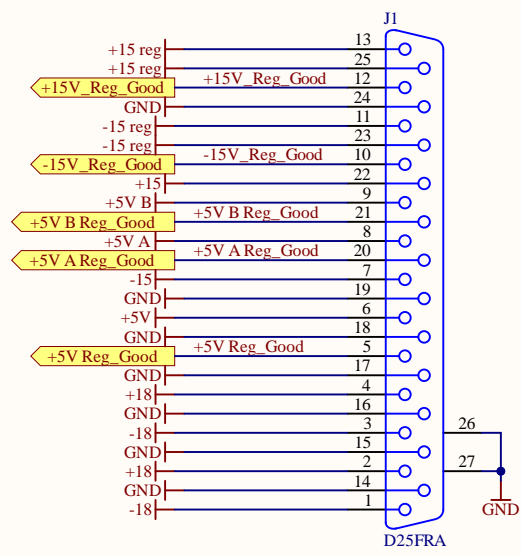 J1
+15 reg 13
+15 reg 25
+15V_Reg_Good +15V_Reg_Good 12
GND 24
-15 reg 11
-15 reg 23
-15V_Reg_Good -15V_Reg_Good 10
+15 22
+5V B 9
+5V B Reg_Good +5V B Reg_Good 21
+5V A 8
+5V A Reg_Good +5V A Reg_Good 20
-15 7
GND 19
+5V 6
GND 18
+5V Reg_Good +5V Reg_Good 5
GND 17
+18 4
GND 16
-18 3 26
GND 15
+18 2 27
GND 14
-18 1
GND
D25FRA